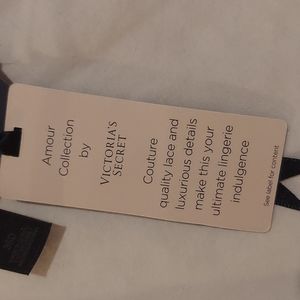 Amour
Collection
by
VICTORIA'S
SECRET
Couture
quality lace and
luxurious details
make this your
ultimate lingerie
indulgence
See label for content